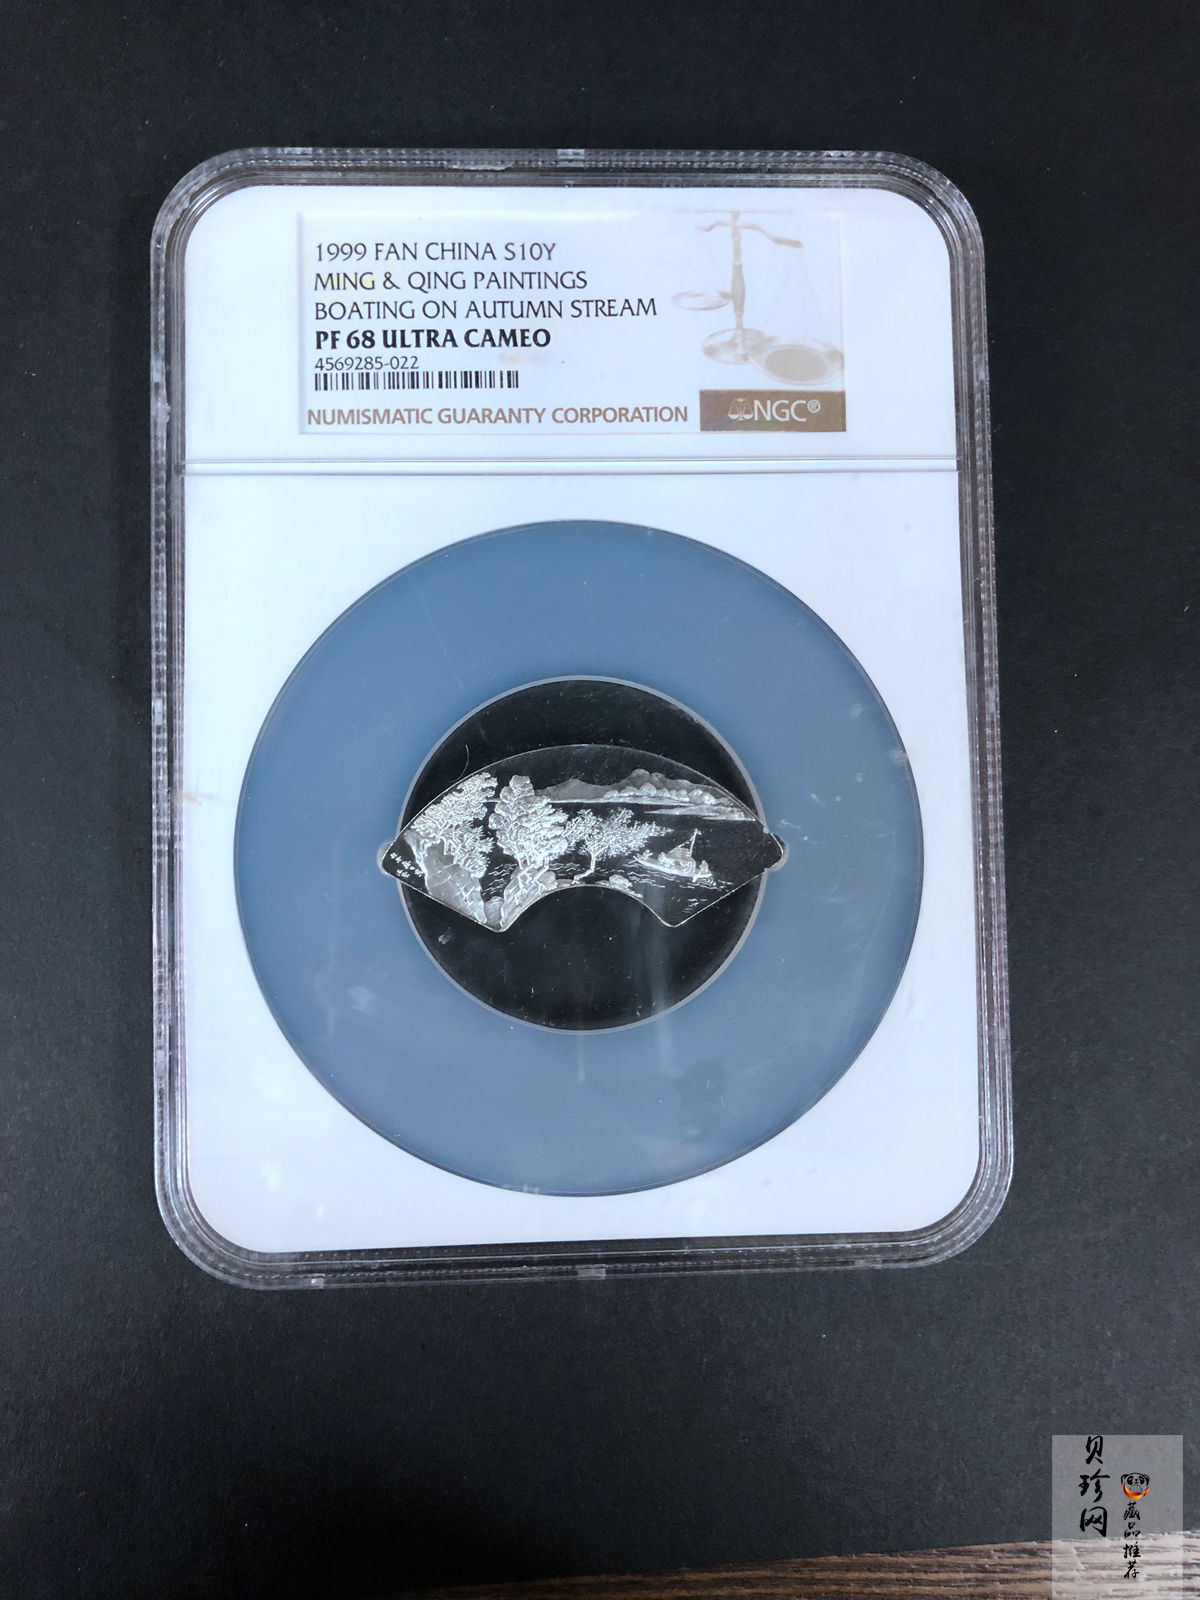 1999 FAN CHINA S10Y
MING & QING PAINTINGS
BOATING ON AUTUMN STREAM
PF 68 ULTRA CAMEO
4569285-022
NUMISMATIC GUARANTY CORPORATION
NGC®
贝珍网
藏品推荐